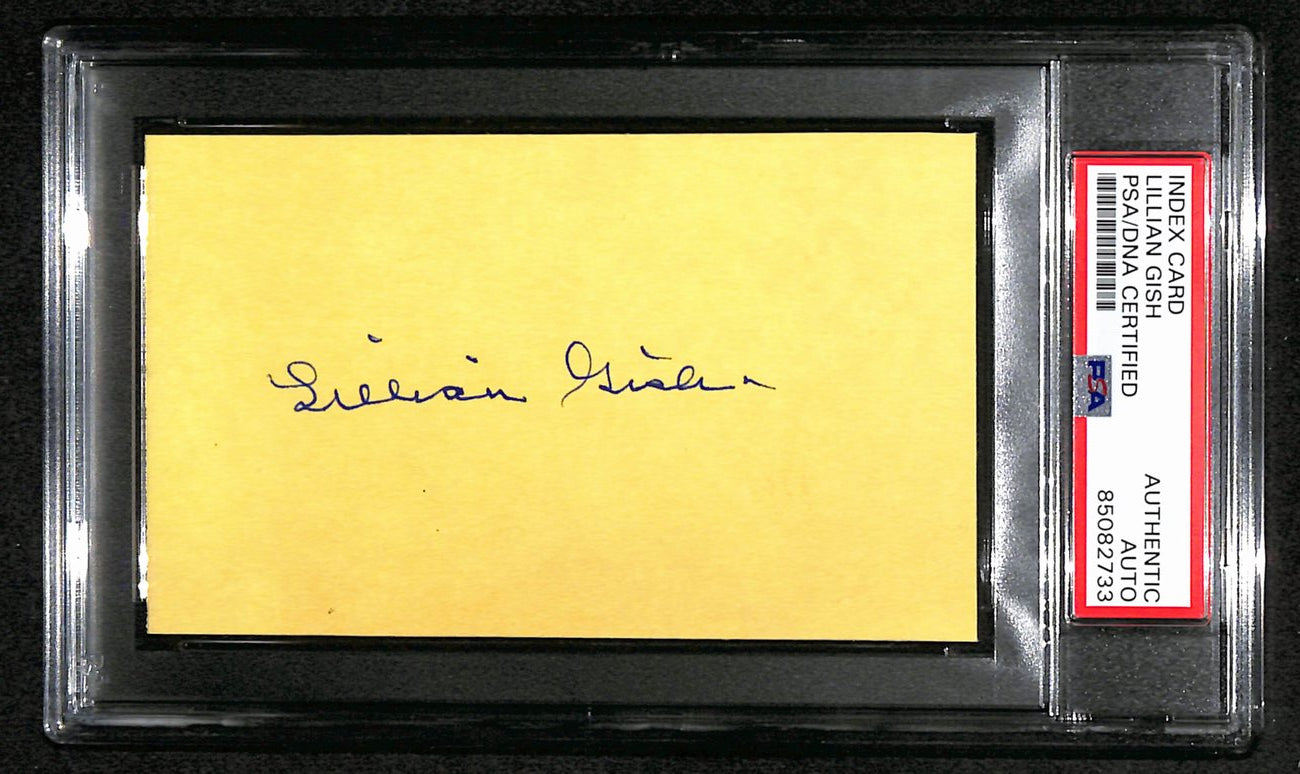 Lillian Gish
INDEX CARD
LILLIAN GISH
PSA/DNA CERTIFIED
PSA
AUTHENTIC
AUTO
85082733